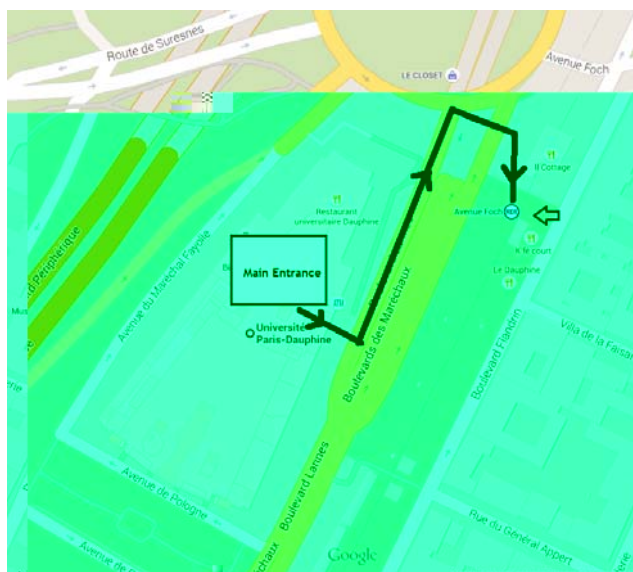 Route de Suresnes
LE CLOSET
Avenue Foch
Il Cottage
Restaurant
universitaire Dauphine
Avenue Foch
RER
K fé court
Le Dauphine
Main Entrance
Université
Paris-Dauphine
Avenue du Maréchal Fayolle
Boulevards des Maréchaux
Boulevard Flandrin
Villa de la Faisan
Boulevard Lannes
Avenue de Pologne
Rue du Général Appert
Google